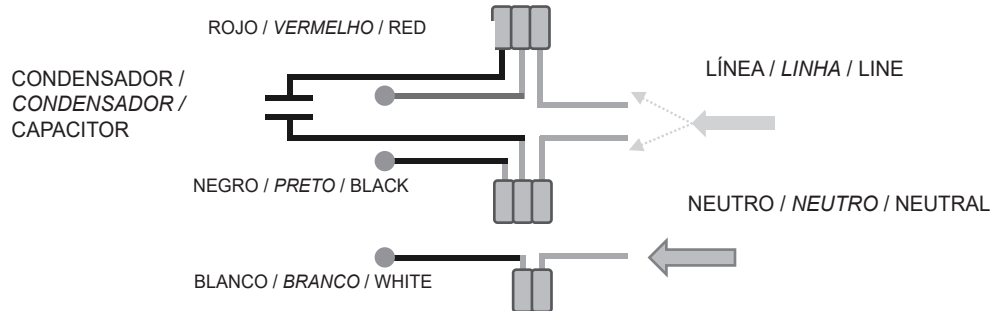 ROJO / VERMELHO / RED
CONDENSADOR /
CONDENSADOR /
CAPACITOR
LÍNEA / LINHA / LINE
NEGRO / PRETO / BLACK
NEUTRO / NEUTRO / NEUTRAL
BLANCO / BRANCO / WHITE